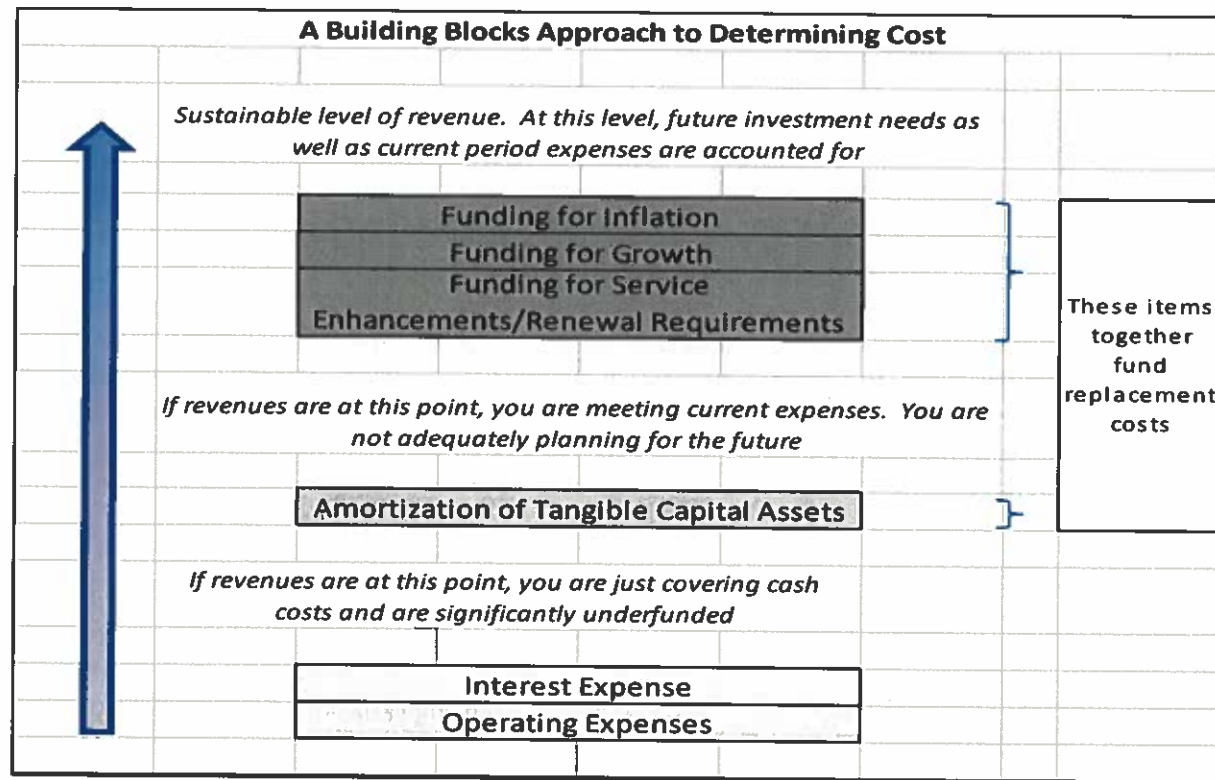 A Building Blocks Approach to Determining Cost
Sustainable level of revenue. At this level, future investment needs as
well as current period expenses are accounted for
Funding for Inflation
Funding for Growth
Funding for Service
Enhancements/Renewal Requirements
These items
together
fund
replacement
costs
If revenues are at this point, you are meeting current expenses. You are
not adequately planning for the future
Amortization of Tangible Capital Assets
If revenues are at this point, you are just covering cash
costs and are significantly underfunded
Interest Expense
Operating Expenses